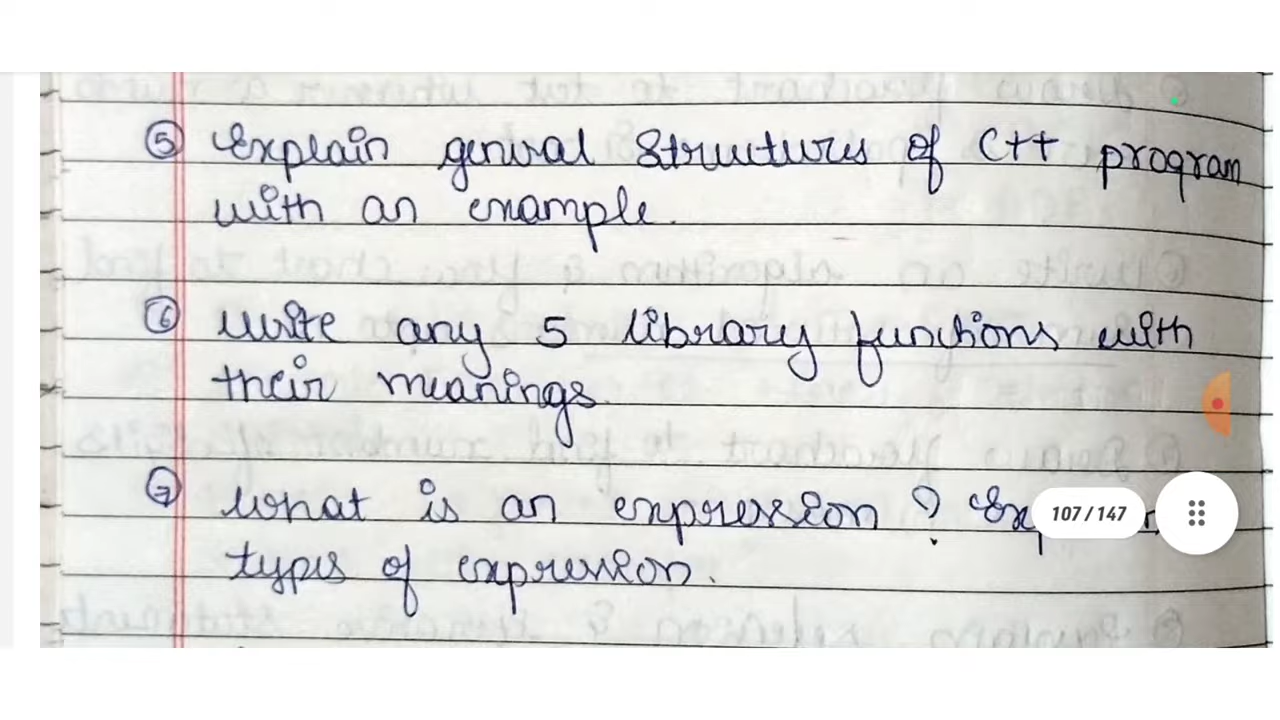 ⑤ Explain general structures of C++ program
with an example.
⑥ Write any 5 library functions with
their meanings.
⑦ What is an expression ?
types of expression.
107 / 147